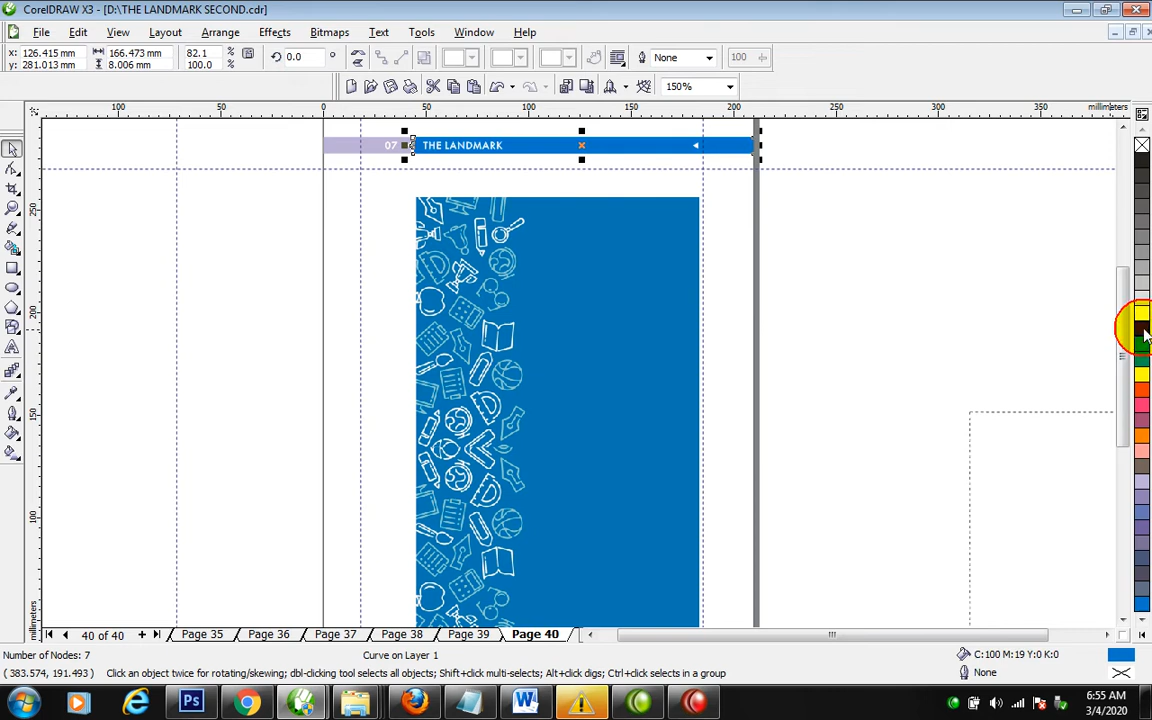 CorelDRAW X3 - [D:\THE LANDMARK SECOND.cdr]
File Edit View Layout Arrange Effects Bitmaps Text Tools Window Help
x: 126.415 mm 166.473 mm 82.1 % 0.0 ° None 100
y: 281.013 mm 8.006 mm 100.0 %
150%
100 50 0 50 100 150 200 250 300 350 millimeters
07 THE LANDMARK
250
200
150
100
millimeters
40 of 40 Page 35 Page 36 Page 37 Page 38 Page 39 Page 40
Number of Nodes: 7 Curve on Layer 1 C:100 M:19 Y:0 K:0
( 383.574, 191.493 ) Click an object twice for rotating/skewing; dbl-clicking tool selects all objects; Shift+click multi-selects; Alt+click digs; Ctrl+click selects in a group None
Ps W 6:55 AM
3/4/2020